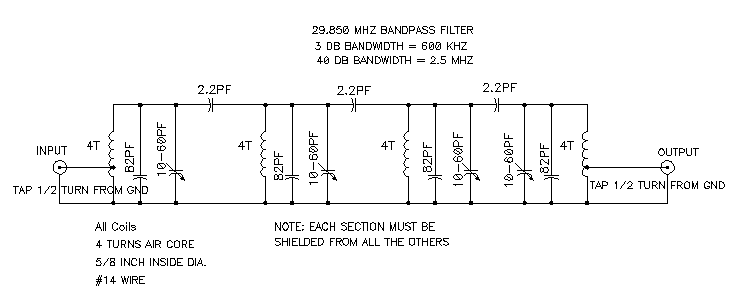 29.850 MHZ BANDPASS FILTER
3 DB BANDWIDTH = 600 KHZ
40 DB BANDWIDTH = 2.5 MHZ
2.2PF
2.2PF
2.2PF
INPUT
4T
82PF
10-60PF
4T
82PF
10-60PF
4T
82PF
10-60PF
10-60PF
82PF
4T
OUTPUT
TAP 1/2 TURN FROM GND
TAP 1/2 TURN FROM GND
All Coils
4 TURNS AIR CORE
5/8 INCH INSIDE DIA.
#14 WIRE
NOTE: EACH SECTION MUST BE
SHIELDED FROM ALL THE OTHERS